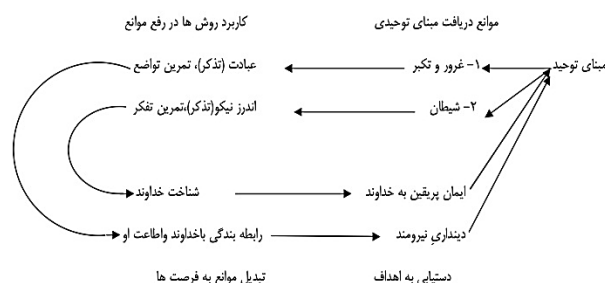 موانع دریافت مبنای توحیدی
کاربرد روش ها در رفع موانع
مبنای توحید
۱- غرور و تکبر
عبادت (تذکر)، تمرین تواضع
۲- شیطان
اندرز نیکو(تذکر)،تمرین تفکر
ایمان پریقین به خداوند
شناخت خداوند
دینداریِ نیرومند
رابطه بندگی باخداوند واطاعت او
دستیابی به اهداف
تبدیل موانع به فرصت ها